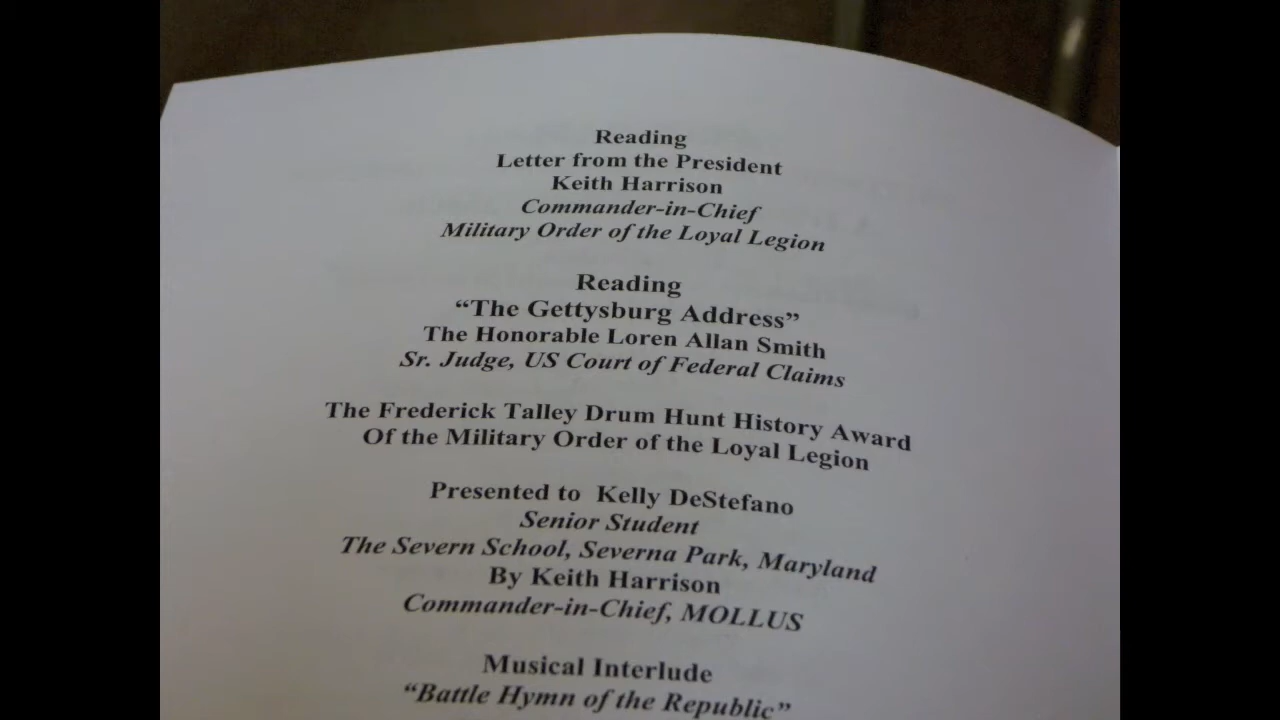 Reading
Letter from the President
Keith Harrison
Commander-in-Chief
Military Order of the Loyal Legion
Reading
“The Gettysburg Address”
The Honorable Loren Allan Smith
Sr. Judge, US Court of Federal Claims
The Frederick Talley Drum Hunt History Award
Of the Military Order of the Loyal Legion
Presented to Kelly DeStefano
Senior Student
The Severn School, Severna Park, Maryland
By Keith Harrison
Commander-in-Chief, MOLLUS
Musical Interlude
“Battle Hymn of the Republic”